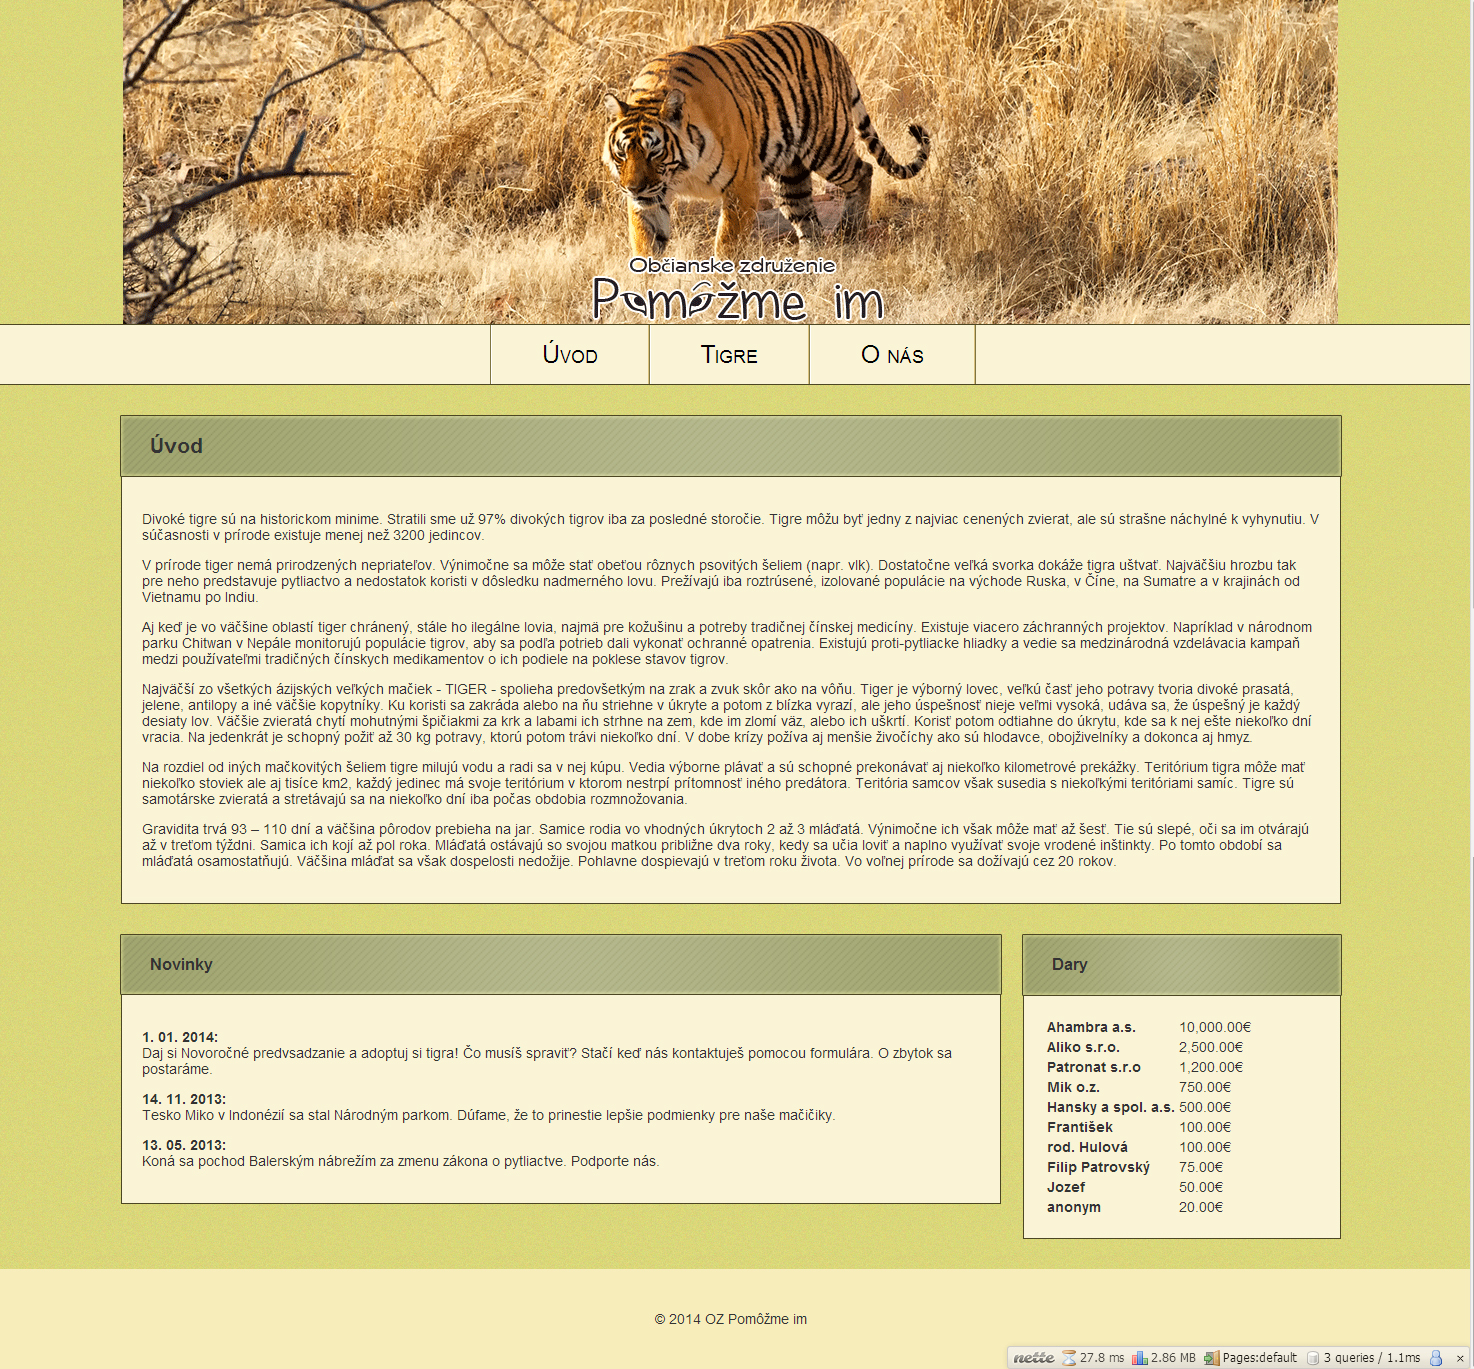 Občianske združenie
Pomôžme im
Úvod
Tigre
O nás
Úvod
Divoké tigre sú na historickom minime. Stratili sme už 97% divokých tigrov iba za posledné storočie. Tigre môžu byť jedny z najviac cenených zvierat, ale sú strašne náchylné k vyhynutiu. V
súčasnosti v prírode existuje menej než 3200 jedincov.
V prírode tiger nemá prirodzených nepriateľov. Výnimočne sa môže stať obeťou rôznych psovitých šeliem (napr. vlk). Dostatočne veľká svorka dokáže tigra uštvať. Najväčšiu hrozbu tak
pre neho predstavuje pytliactvo a nedostatok koristi v dôsledku nadmerného lovu. Prežívajú iba roztrúsené, izolované populácie na východe Ruska, v Číne, na Sumatre a v krajinách od
Vietnamu po Indiu.
Aj keď je vo väčšine oblastí tiger chránený, stále ho ilegálne lovia, najmä pre kožušinu a potreby tradičnej čínskej medicíny. Existuje viacero záchranných projektov. Napríklad v národnom
parku Chitwan v Nepále monitorujú populácie tigrov, aby sa podľa potrieb dali vykonať ochranné opatrenia. Existujú proti-pytliacke hliadky a vedie sa medzinárodná vzdelávacia kampaň
medzi používateľmi tradičných čínskych medikamentov o ich podiele na poklese stavov tigrov.
Najväčší zo všetkých ázijských veľkých mačiek - TIGER - spolieha predovšetkým na zrak a zvuk skôr ako na vôňu. Tiger je výborný lovec, veľkú časť jeho potravy tvoria divoké prasatá,
jelene, antilopy a iné väčšie kopytníky. Ku koristi sa zakráda alebo na ňu striehne v úkryte a potom z blízka vyrazí, ale jeho úspešnosť nieje veľmi vysoká, udáva sa, že úspešný je každý
desiaty lov. Väčšie zvieratá chytí mohutnými špičiakmi za krk a labami ich strhne na zem, kde im zlomí väz, alebo ich uškrtí. Korisť potom odtiahne do úkrytu, kde sa k nej ešte niekoľko dní
vracia. Na jedenkrát je schopný požiť až 30 kg potravy, ktorú potom trávi niekoľko dní. V dobe krízy požíva aj menšie živočíchy ako sú hlodavce, obojživelníky a dokonca aj hmyz.
Na rozdiel od iných mačkovitých šeliem tigre milujú vodu a radi sa v nej kúpu. Vedia výborne plávať a sú schopné prekonávať aj niekoľko kilometrové prekážky. Teritórium tigra môže mať
niekoľko stoviek ale aj tisíce km2, každý jedinec má svoje teritórium v ktorom nestrpí prítomnosť iného predátora. Teritória samcov však susedia s niekoľkými teritóriami samíc. Tigre sú
samotárske zvieratá a stretávajú sa na niekoľko dní iba počas obdobia rozmnožovania.
Gravidita trvá 93 – 110 dní a väčšina pôrodov prebieha na jar. Samice rodia vo vhodných úkrytoch 2 až 3 mláďatá. Výnimočne ich však môže mať až šesť. Tie sú slepé, oči sa im otvárajú
až v treťom týždni. Samica ich kojí až pol roka. Mláďatá ostávajú so svojou matkou približne dva roky, kedy sa učia loviť a naplno využívať svoje vrodené inštinkty. Po tomto období sa
mláďatá osamostatňujú. Väčšina mláďat sa však dospelosti nedožije. Pohlavne dospievajú v treťom roku života. Vo voľnej prírode sa dožívajú cez 20 rokov.
Novinky
1. 01. 2014:
Daj si Novoročné predvsadzanie a adoptuj si tigra! Čo musíš spraviť? Stačí keď nás kontaktuješ pomocou formulára. O zbytok sa
postaráme.
14. 11. 2013:
Tesko Miko v Indonézií sa stal Národným parkom. Dúfame, že to prinestie lepšie podmienky pre naše mačičiky.
13. 05. 2013:
Koná sa pochod Balerským nábrežím za zmenu zákona o pytliactve. Podporte nás.
Dary
Ahambra a.s. 10,000.00€
Aliko s.r.o. 2,500.00€
Patronat s.r.o 1,200.00€
Mik o.z. 750.00€
Hansky a spol. a.s. 500.00€
František 100.00€
rod. Hulová 100.00€
Filip Patrovský 75.00€
Jozef 50.00€
anonym 20.00€
© 2014 OZ Pomôžme im
nette 27.8 ms 2.86 MB Pages:default 3 queries / 1.1ms ×